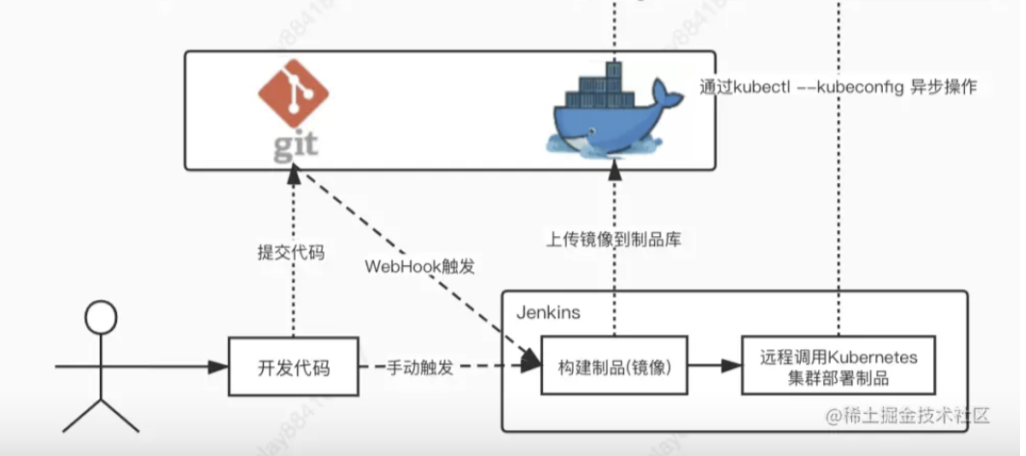 git
通过kubectl --kubeconfig 异步操作
提交代码
上传镜像到制品库
WebHook触发
Jenkins
开发代码
手动触发
构建制品(镜像)
远程调用Kubernetes
集群部署制品
@稀土掘金技术社区